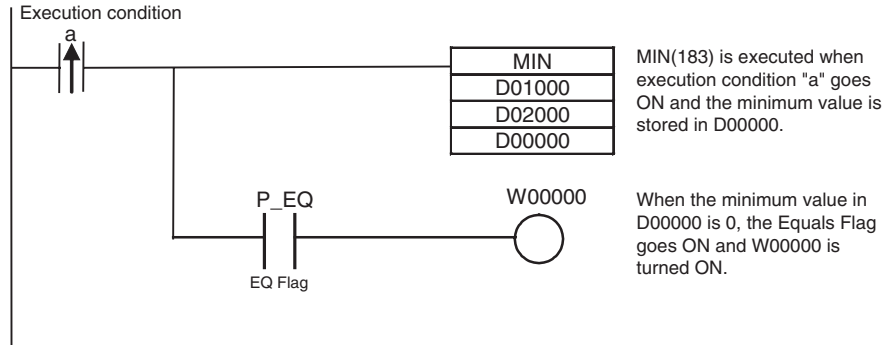 Execution condition
a
MIN
D01000
D02000
D00000
MIN(183) is executed when
execution condition "a" goes
ON and the minimum value is
stored in D00000.
P_EQ
EQ Flag
W00000
When the minimum value in
D00000 is 0, the Equals Flag
goes ON and W00000 is
turned ON.